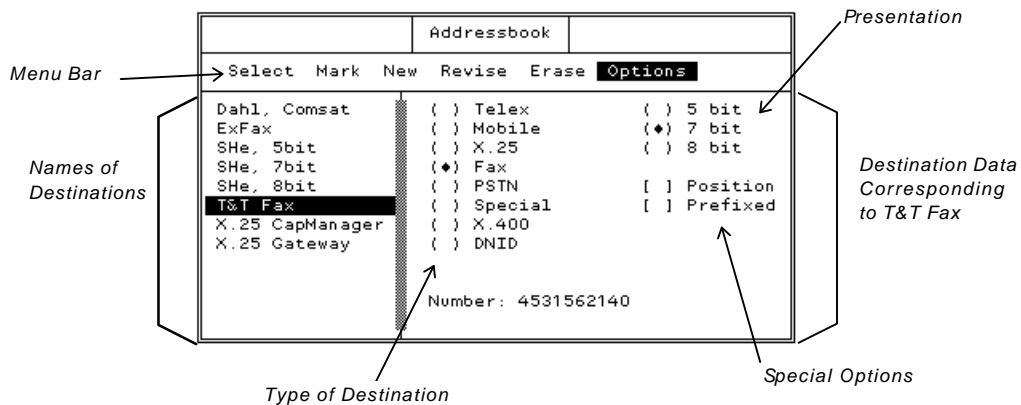 Presentation
Addressbook
Menu Bar
Select Mark New Revise Erase Options
Names of
Destinations
Dahl, Comsat
ExFax
SHe, 5bit
SHe, 7bit
SHe, 8bit
T&T Fax
X.25 CapManager
X.25 Gateway
( ) Telex
( ) Mobile
( ) X.25
(♦) Fax
( ) PSTN
( ) Special
( ) X.400
( ) DNID
( ) 5 bit
(♦) 7 bit
( ) 8 bit
[ ] Position
[ ] Prefixed
Number: 4531562140
Destination Data
Corresponding
to T&T Fax
Type of Destination
Special Options